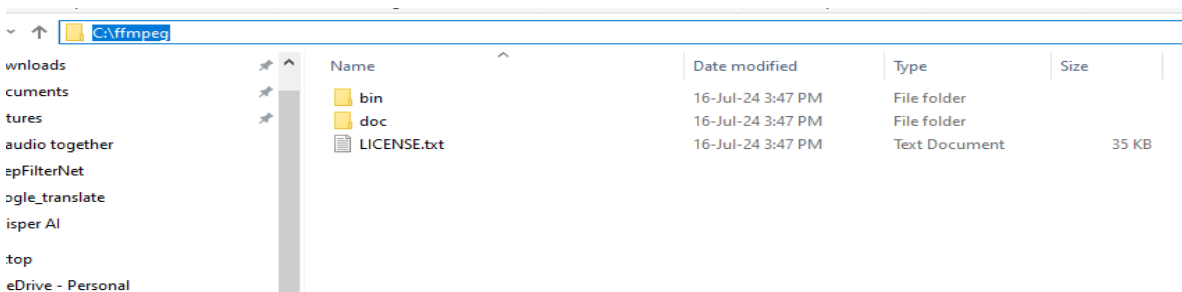 C:\ffmpeg
wnloads
cuments
tures
audio together
epFilterNet
ogle_translate
isper AI
top
eDrive - Personal
Name Date modified Type Size
bin 16-Jul-24 3:47 PM File folder
doc 16-Jul-24 3:47 PM File folder
LICENSE.txt 16-Jul-24 3:47 PM Text Document 35 KB